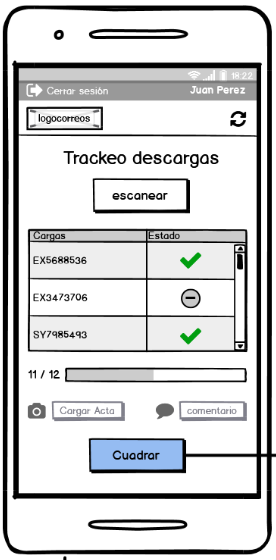 18:22
Cerrar sesión Juan Perez
logocorreos
Trackeo descargas
escanear
Cargas Estado
EX5688536
EX3473706
SY7985493
11 / 12
Cargar Acta comentario
Cuadrar